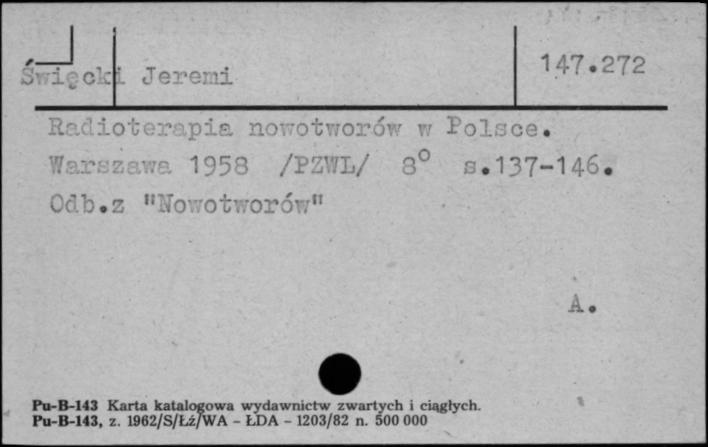 Święcki Jeremi
147.272
Radioterapia nowotworów w Polsce.
Warszawa 1958 /PZWL/ 8° s.137-146.
Odb.z "Nowotworów"
A.
Pu-B-143 Karta katalogowa wydawnictw zwartych i ciągłych.
Pu-B-143, z. 1962/S/Łź/WA - ŁDA - 1203/82 n. 500 000